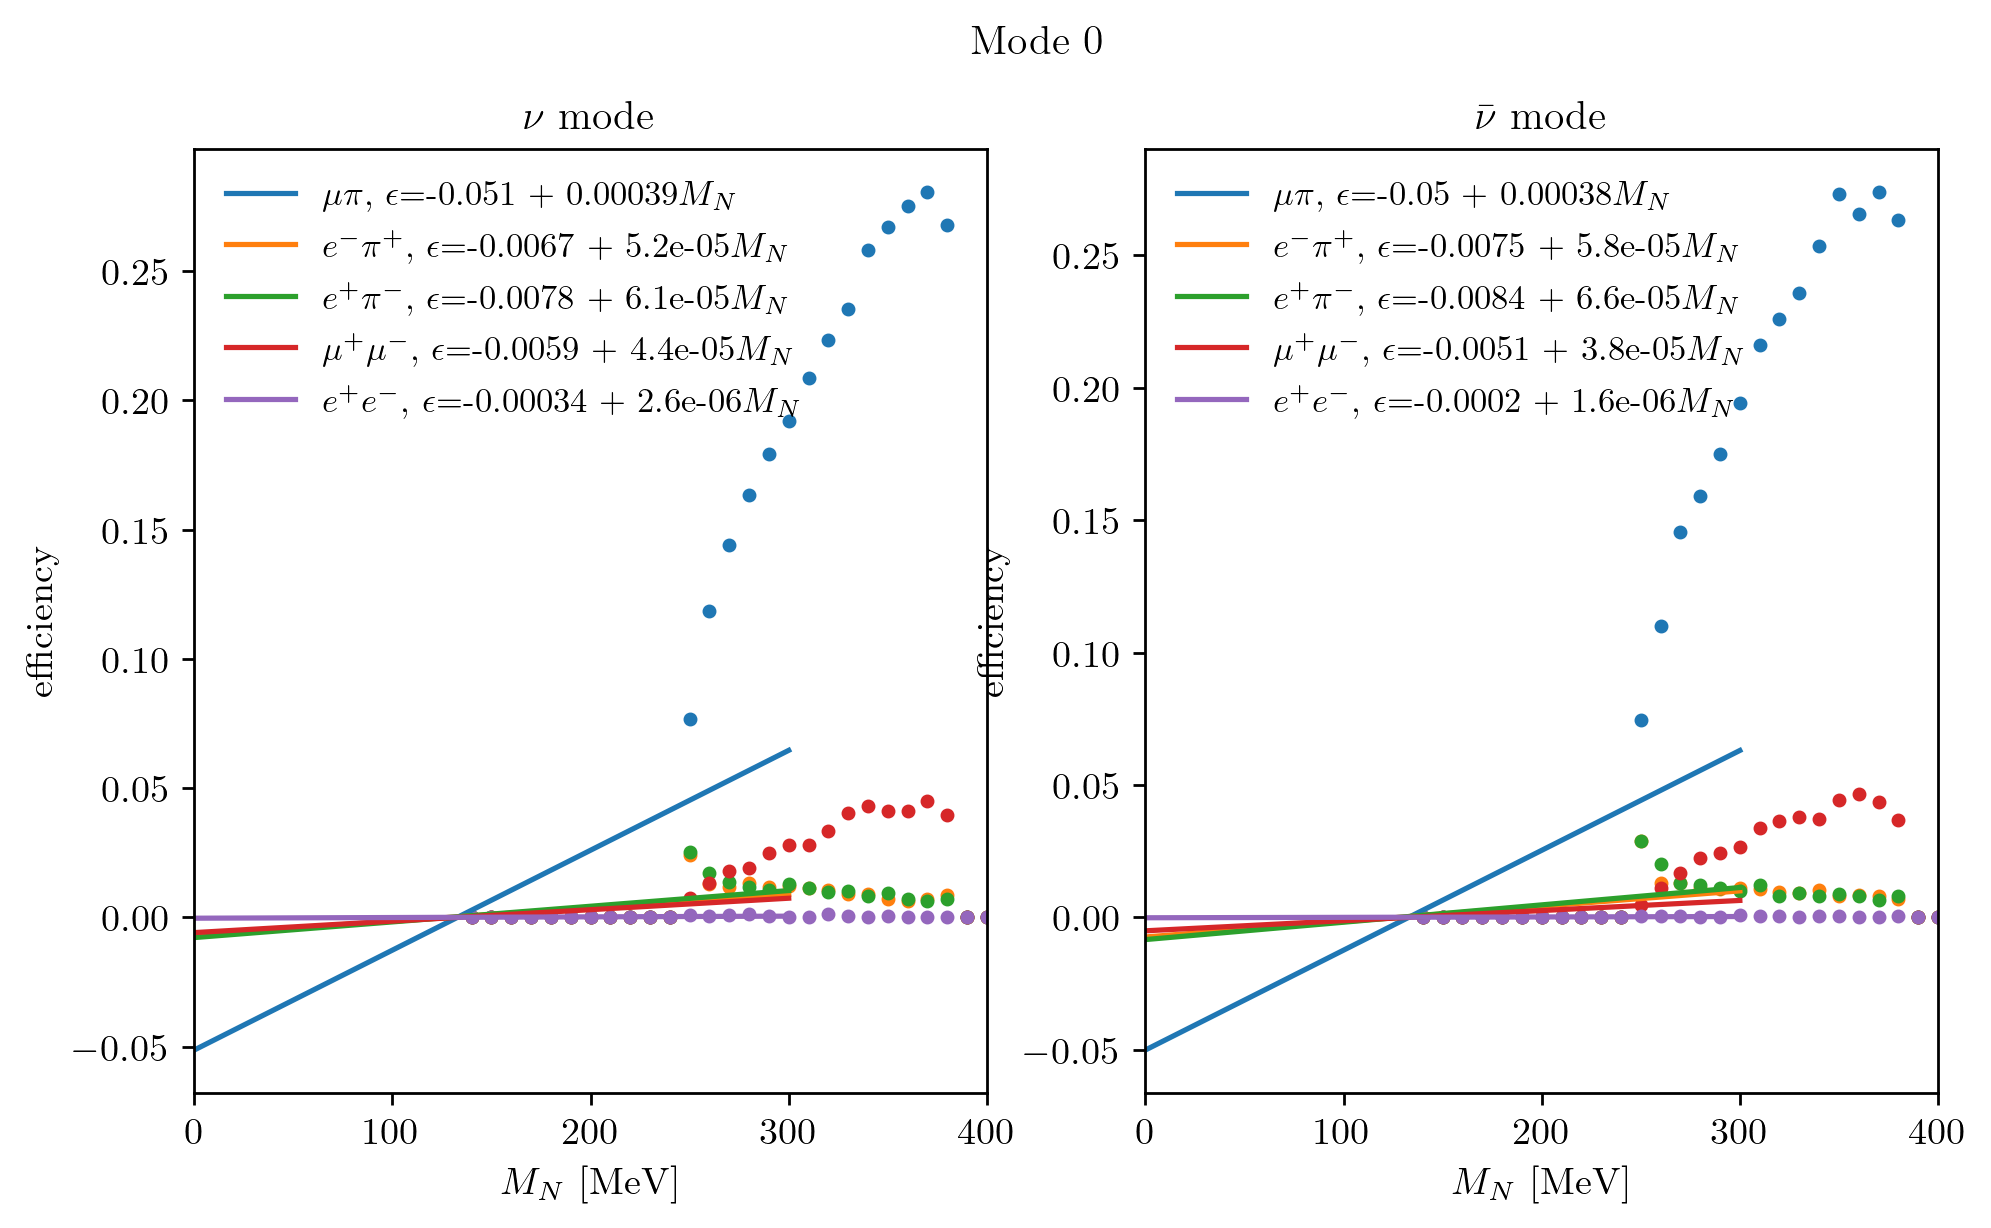 Mode 0
ν mode
μπ, ϵ=-0.051 + 0.00039M_N
e⁻π⁺, ϵ=-0.0067 + 5.2e-05M_N
e⁺π⁻, ϵ=-0.0078 + 6.1e-05M_N
μ⁺μ⁻, ϵ=-0.0059 + 4.4e-05M_N
e⁺e⁻, ϵ=-0.00034 + 2.6e-06M_N
efficiency
0.25
0.20
0.15
0.10
0.05
0.00
−0.05
0 100 200 300 400
M_N [MeV]
ν̄ mode
μπ, ϵ=-0.05 + 0.00038M_N
e⁻π⁺, ϵ=-0.0075 + 5.8e-05M_N
e⁺π⁻, ϵ=-0.0084 + 6.6e-05M_N
μ⁺μ⁻, ϵ=-0.0051 + 3.8e-05M_N
e⁺e⁻, ϵ=-0.0002 + 1.6e-06M_N
efficiency
0.25
0.20
0.15
0.10
0.05
0.00
−0.05
0 100 200 300 400
M_N [MeV]